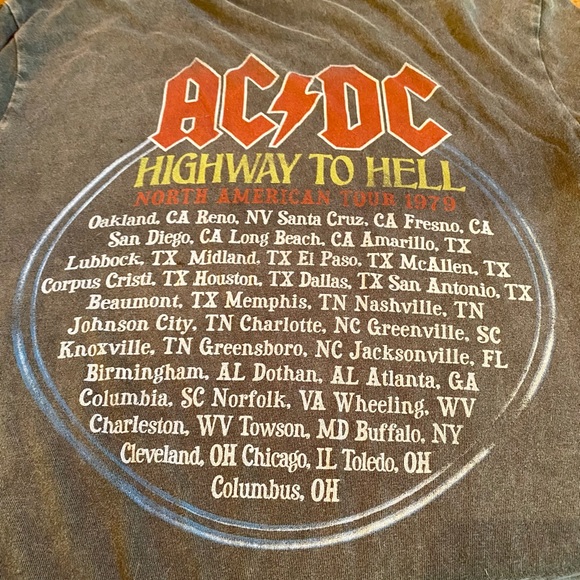 AC⚡DC
HIGHWAY TO HELL
NORTH AMERICAN TOUR 1979
Oakland, CA Reno, NV Santa Cruz, CA Fresno, CA
San Diego, CA Long Beach, CA Amarillo, TX
Lubbock, TX Midland, TX El Paso, TX McAllen, TX
Corpus Cristi, TX Houston, TX Dallas, TX San Antonio, TX
Beaumont, TX Memphis, TN Nashville, TN
Johnson City, TN Charlotte, NC Greenville, SC
Knoxville, TN Greensboro, NC Jacksonville, FL
Birmingham, AL Dothan, AL Atlanta, GA
Columbia, SC Norfolk, VA Wheeling, WV
Charleston, WV Towson, MD Buffalo, NY
Cleveland, OH Chicago, IL Toledo, OH
Columbus, OH